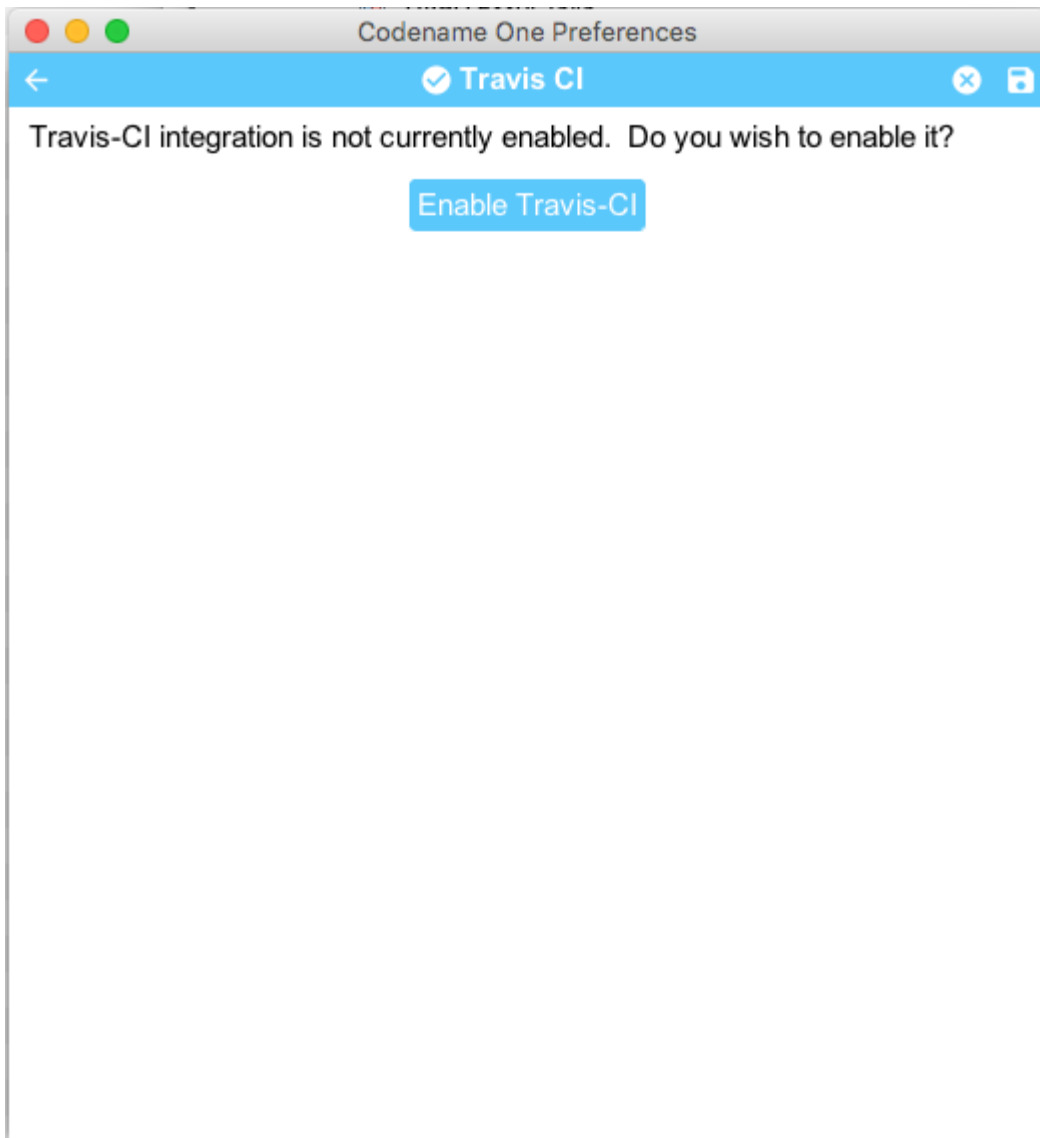 Codename One Preferences
Travis CI
Travis-CI integration is not currently enabled.  Do you wish to enable it?
Enable Travis-CI